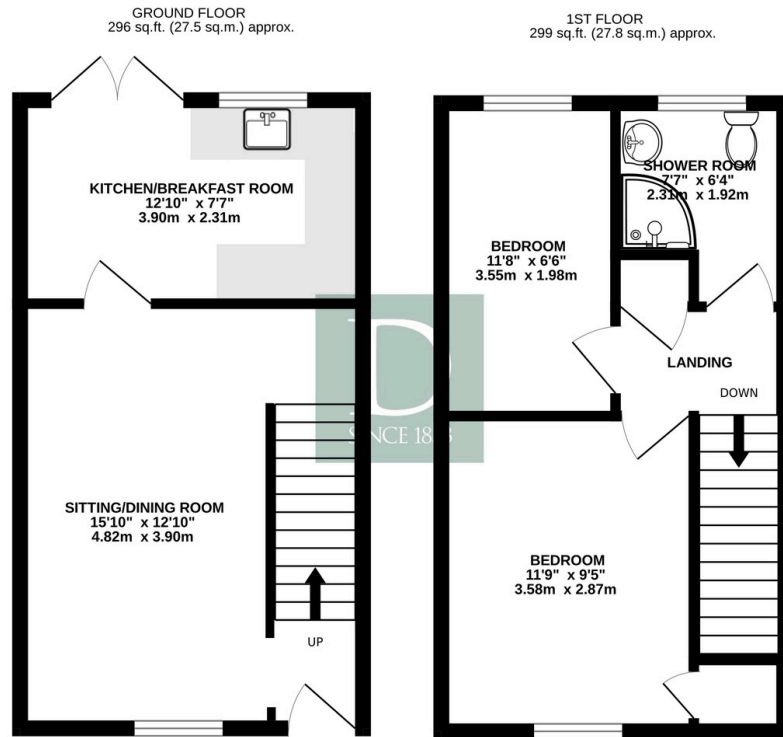 GROUND FLOOR
296 sq.ft. (27.5 sq.m.) approx.
KITCHEN/BREAKFAST ROOM
12'10" x 7'7"
3.90m x 2.31m
SITTING/DINING ROOM
15'10" x 12'10"
4.82m x 3.90m
UP
1ST FLOOR
299 sq.ft. (27.8 sq.m.) approx.
SHOWER ROOM
7'7" x 6'4"
2.31m x 1.92m
BEDROOM
11'8" x 6'6"
3.55m x 1.98m
LANDING
DOWN
BEDROOM
11'9" x 9'5"
3.58m x 2.87m
D
SINCE